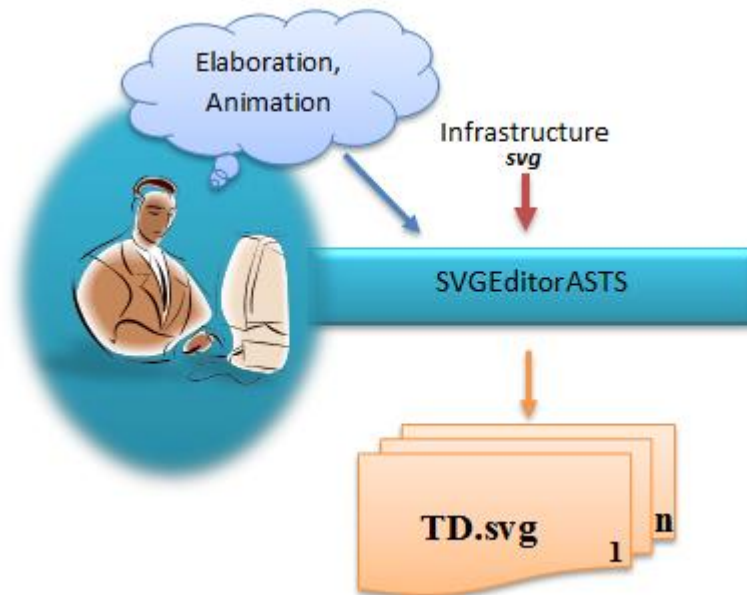 Elaboration,
Animation
Infrastructure
svg
SVGEditorASTS
TD.svg
1
n